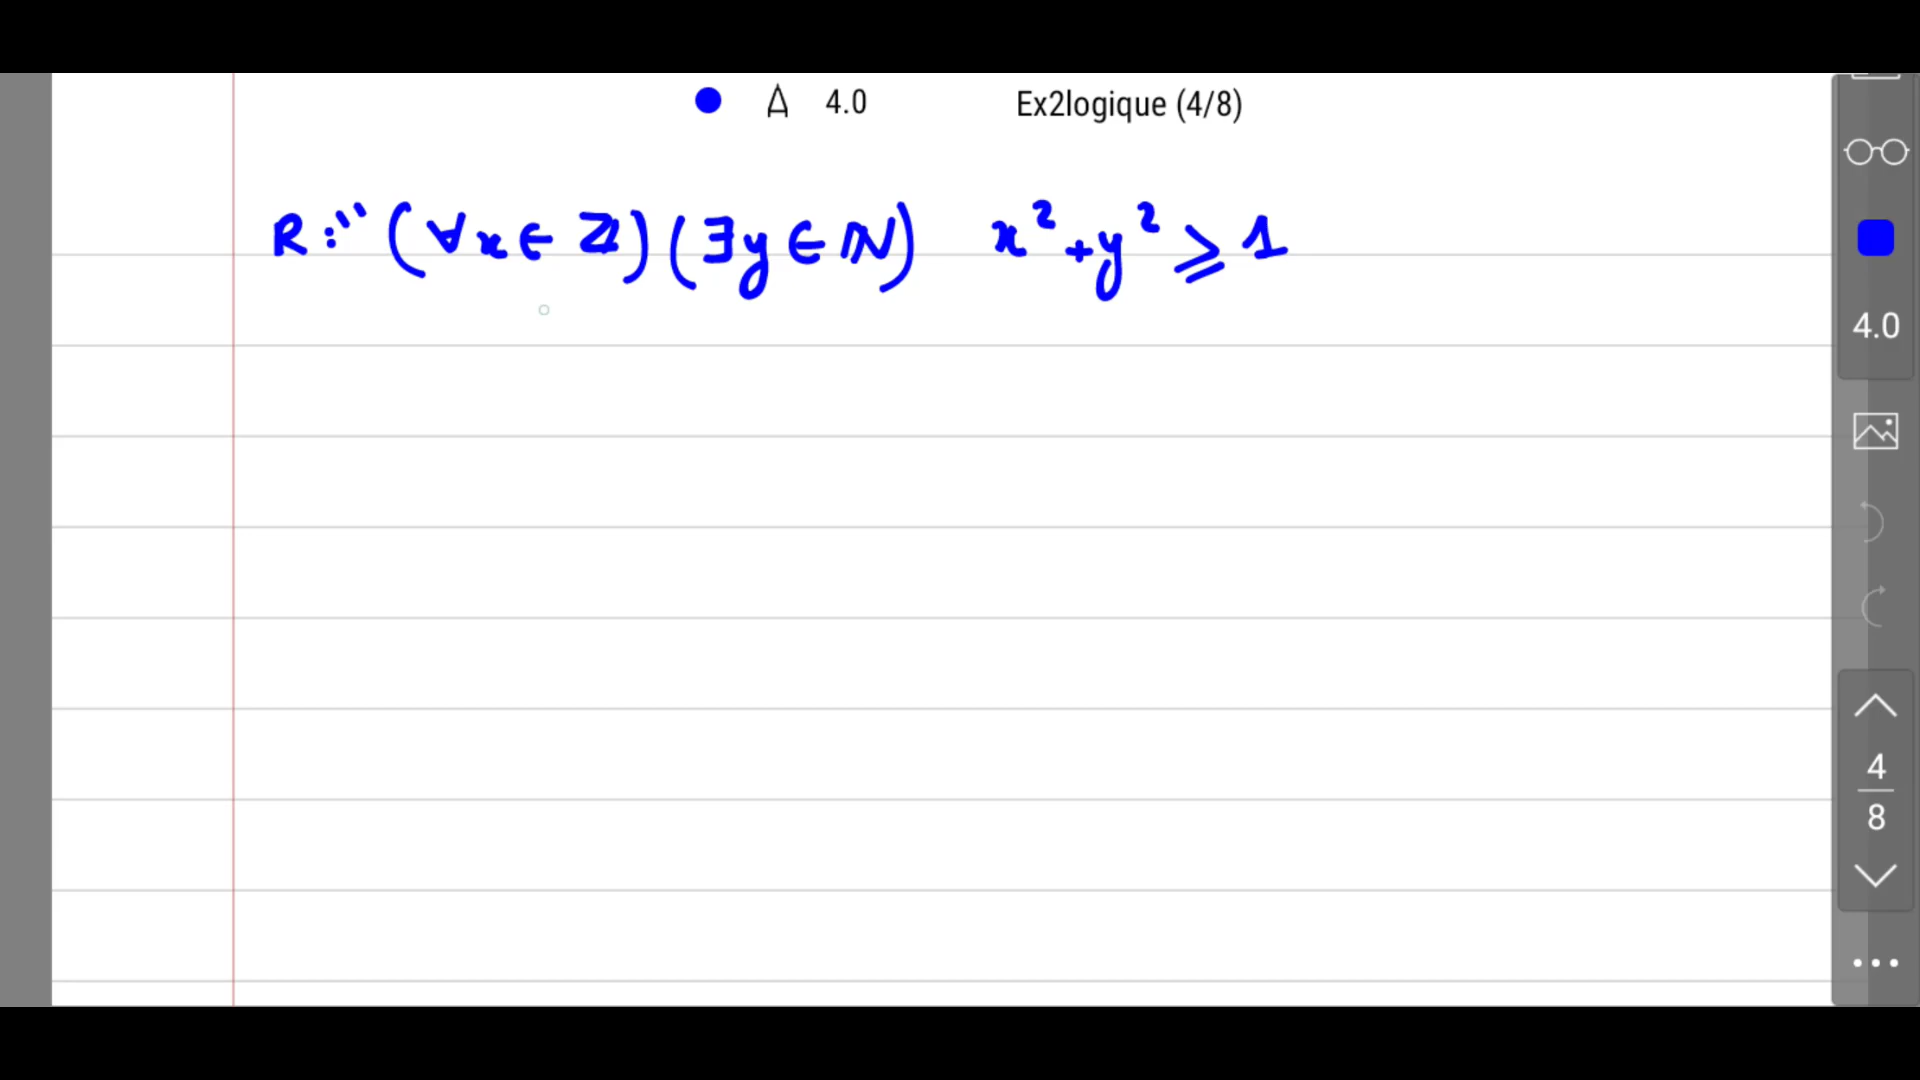 4.0 Ex2logique (4/8)
R : " (∀x ∈ ℤ) (∃y ∈ ℕ) x² + y² ⩾ 1
4.0
4
8